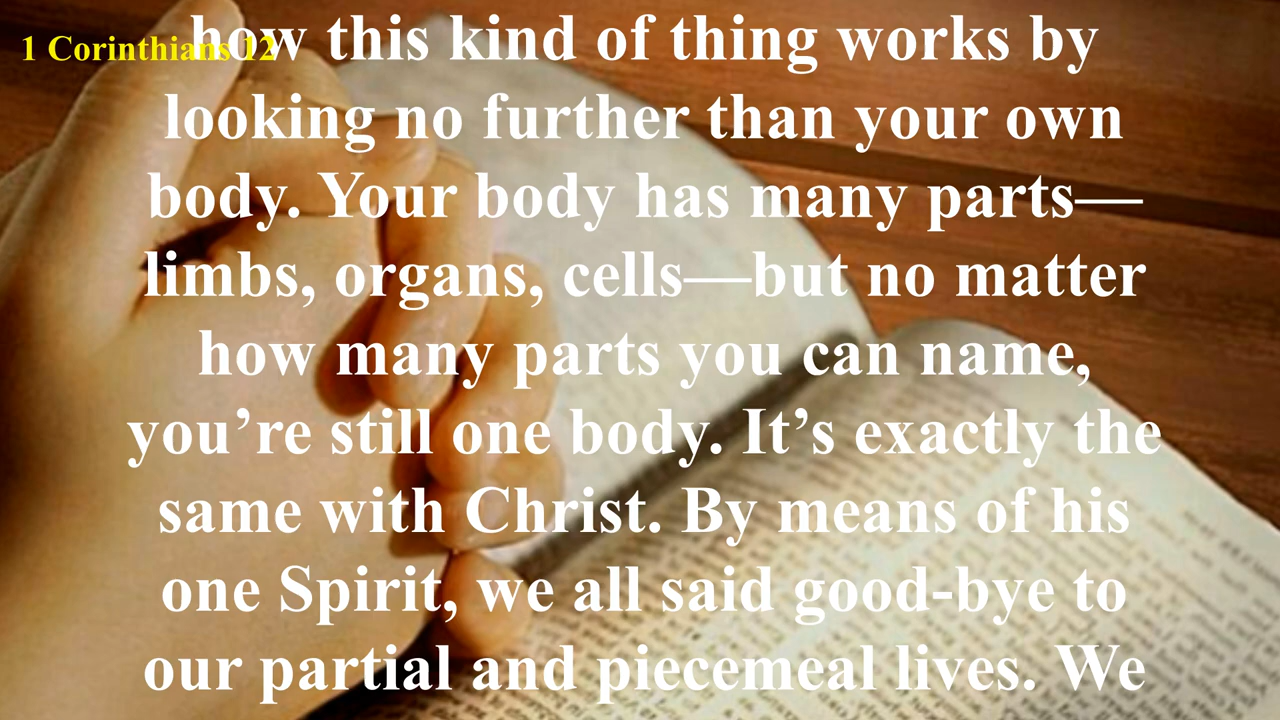 1 Corinthians 12
how this kind of thing works by
looking no further than your own
body. Your body has many parts—
limbs, organs, cells—but no matter
how many parts you can name,
you’re still one body. It’s exactly the
same with Christ. By means of his
one Spirit, we all said good-bye to
our partial and piecemeal lives. We